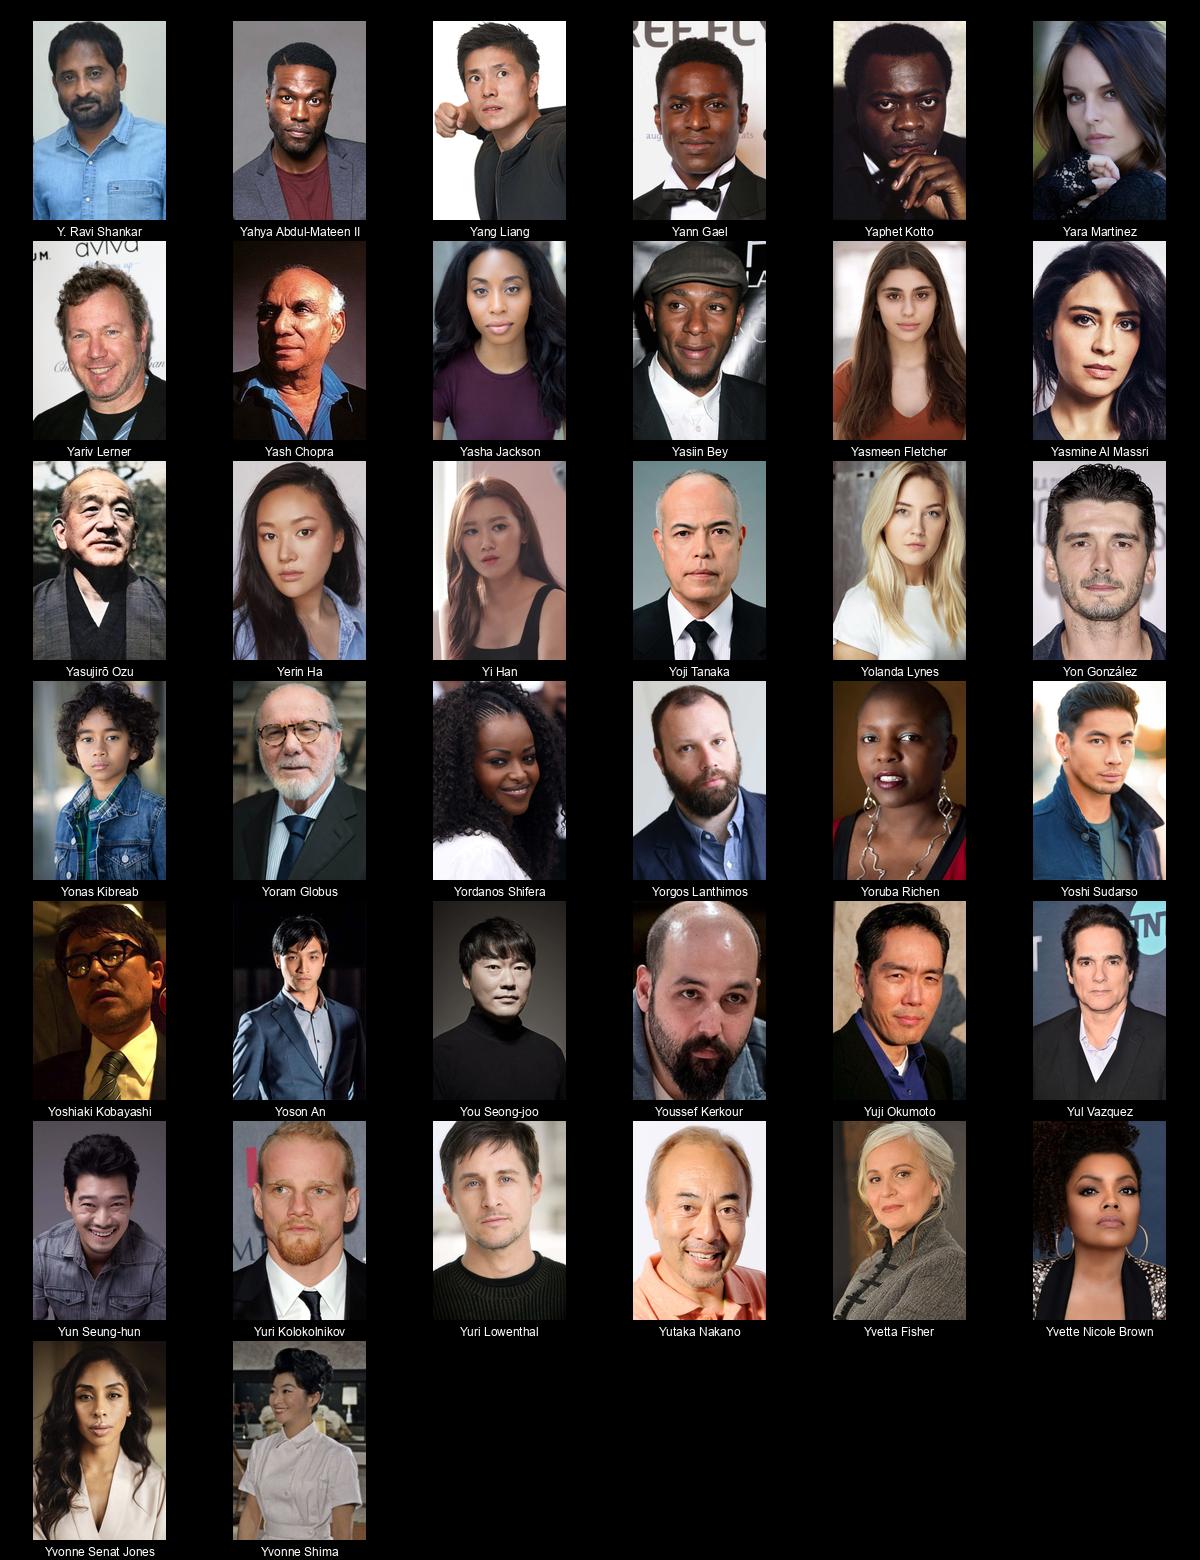 REE FLY
Y. Ravi Shankar
Yahya Abdul-Mateen II
Yang Liang
Yann Gael
Yaphet Kotto
Yara Martinez
aviva
Yariv Lerner
Yash Chopra
Yasha Jackson
Yasiin Bey
Yasmeen Fletcher
Yasmine Al Massri
Yasujirō Ozu
Yerin Ha
Yi Han
Yoji Tanaka
Yolanda Lynes
Yon González
Yonas Kibreab
Yoram Globus
Yordanos Shifera
Yorgos Lanthimos
Yoruba Richen
Yoshi Sudarso
TNT
Yoshiaki Kobayashi
Yoson An
You Seong-joo
Youssef Kerkour
Yuji Okumoto
Yul Vazquez
Yun Seung-hun
Yuri Kolokolnikov
Yuri Lowenthal
Yutaka Nakano
Yvetta Fisher
Yvette Nicole Brown
Yvonne Senat Jones
Yvonne Shima